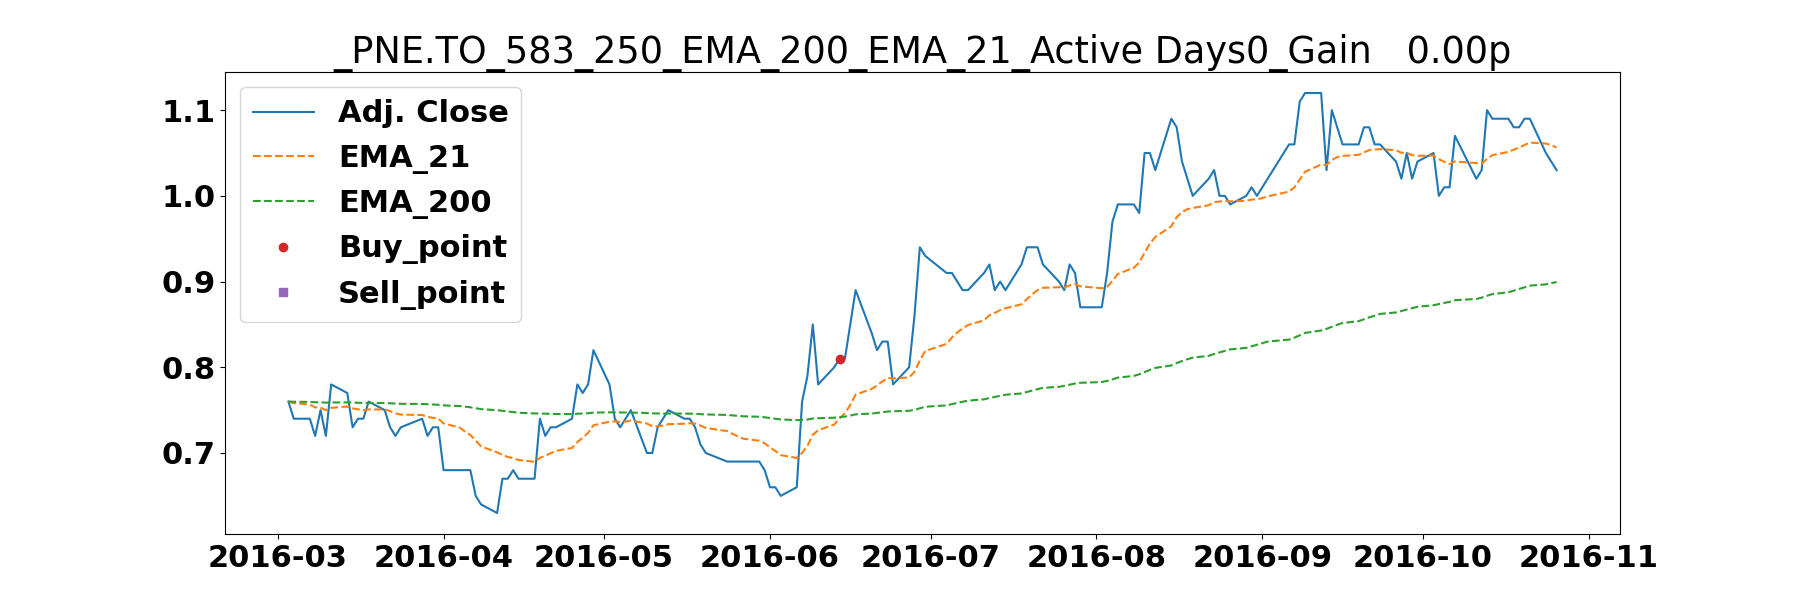 _PNE.TO_583_250_EMA_200_EMA_21_Active Days0_Gain   0.00p
Adj. Close
EMA_21
EMA_200
Buy_point
Sell_point
1.1
1.0
0.9
0.8
0.7
2016-03 2016-04 2016-05 2016-06 2016-07 2016-08 2016-09 2016-10 2016-11